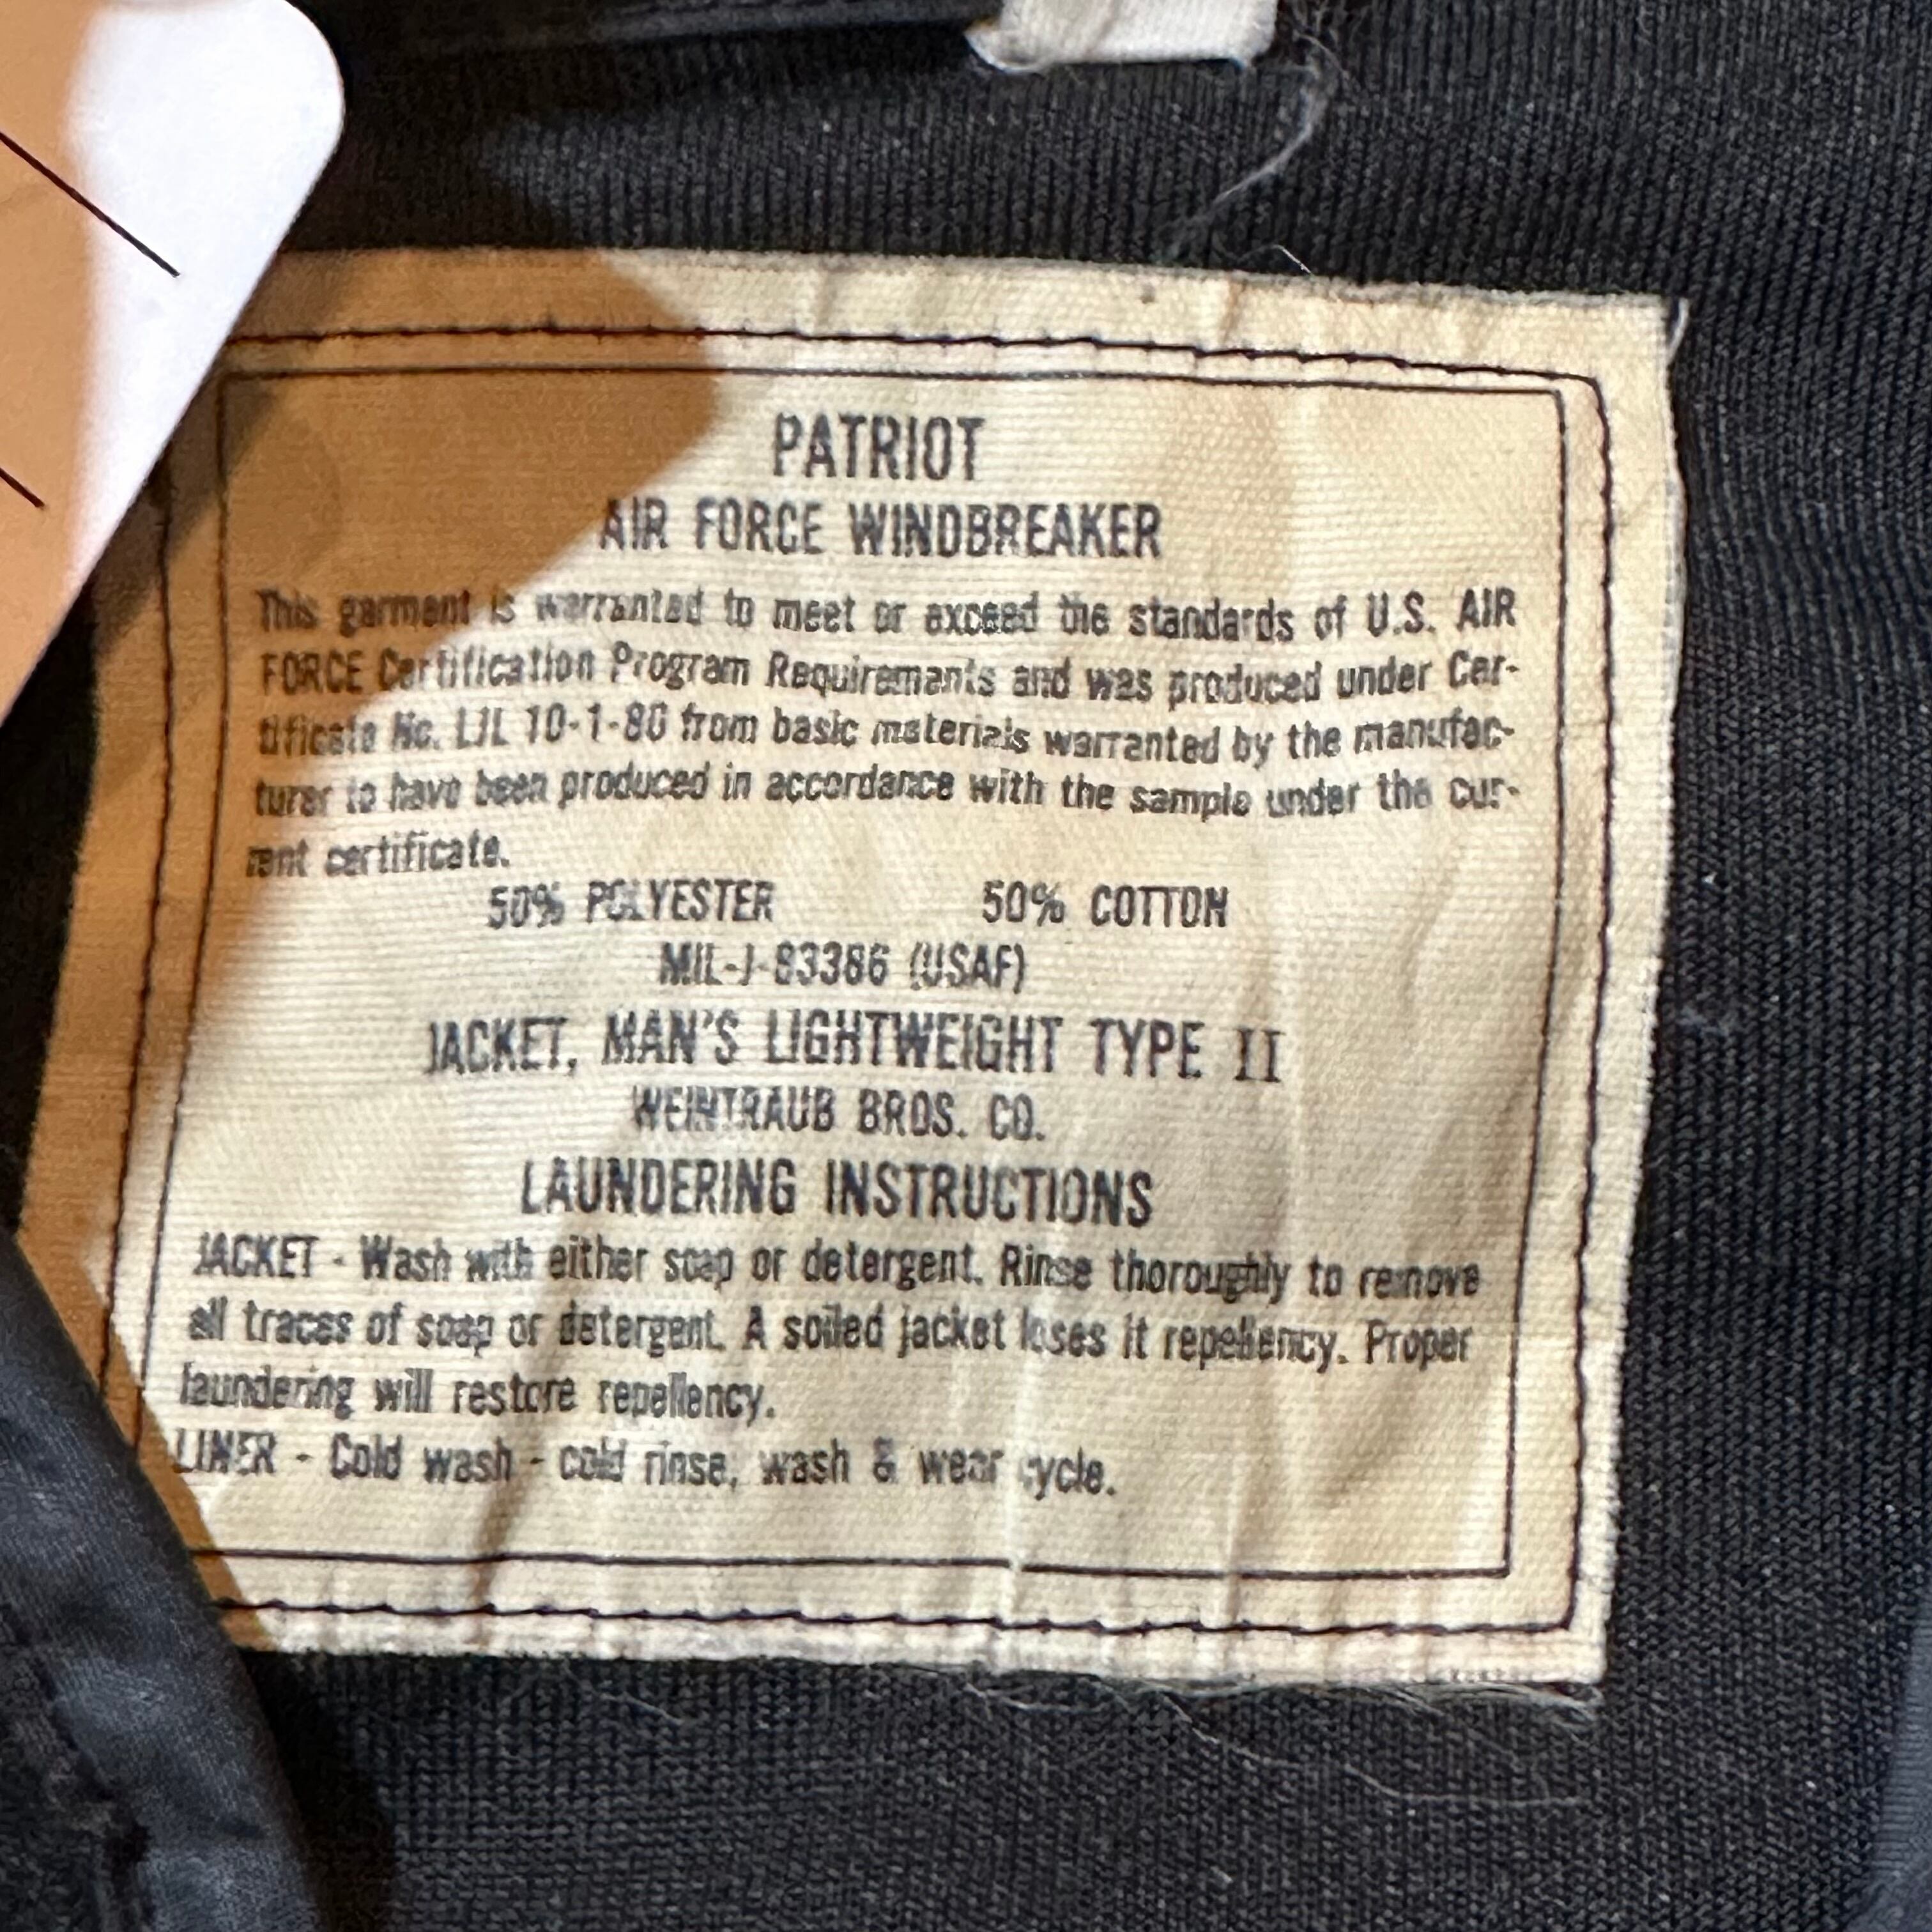 PATRIOT
AIR FORCE WINDBREAKER
This garment is warranted to meet or exceed the standards of U.S. AIR
FORCE Certification Program Requirements and was produced under Cer-
tificate No. LJL 10-1-80 from basic materials warranted by the manufac-
turer to have been produced in accordance with the sample under the cur-
rent certificate.
50% POLYESTER 50% COTTON
MIL-J-83386 (USAF)
JACKET, MAN'S LIGHTWEIGHT TYPE II
WEINTRAUB BROS. CO.
LAUNDERING INSTRUCTIONS
JACKET - Wash with either soap or detergent. Rinse thoroughly to remove
all traces of soap or detergent. A soiled jacket loses it repellency. Proper
laundering will restore repellency.
LINER - Cold wash - cold rinse, wash & wear ycle.